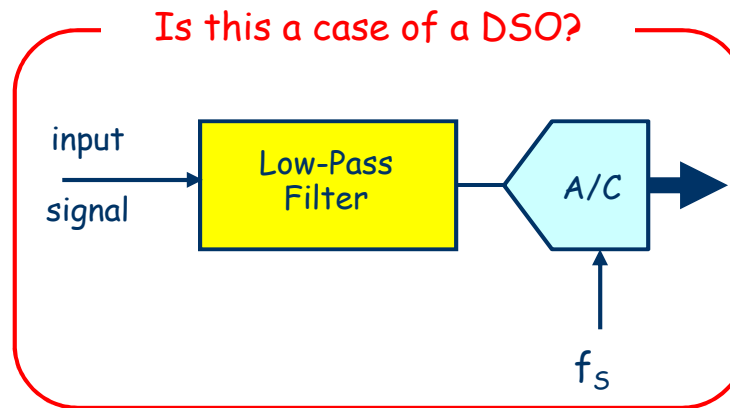 Is this a case of a DSO?
input
signal
Low-Pass
Filter
A/C
fS